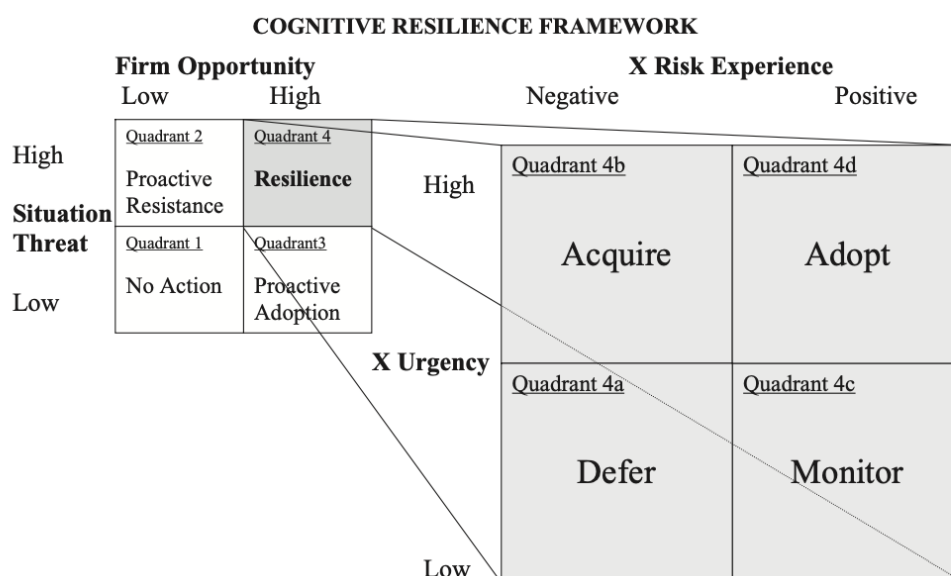 COGNITIVE RESILIENCE FRAMEWORK
Firm Opportunity
Low High
X Risk Experience
Negative Positive
High
Situation
Threat
Low
Quadrant 2
Proactive
Resistance
Quadrant 4
Resilience
Quadrant 1
No Action
Quadrant3
Proactive
Adoption
High
X Urgency
Low
Quadrant 4b
Acquire
Quadrant 4d
Adopt
Quadrant 4a
Defer
Quadrant 4c
Monitor